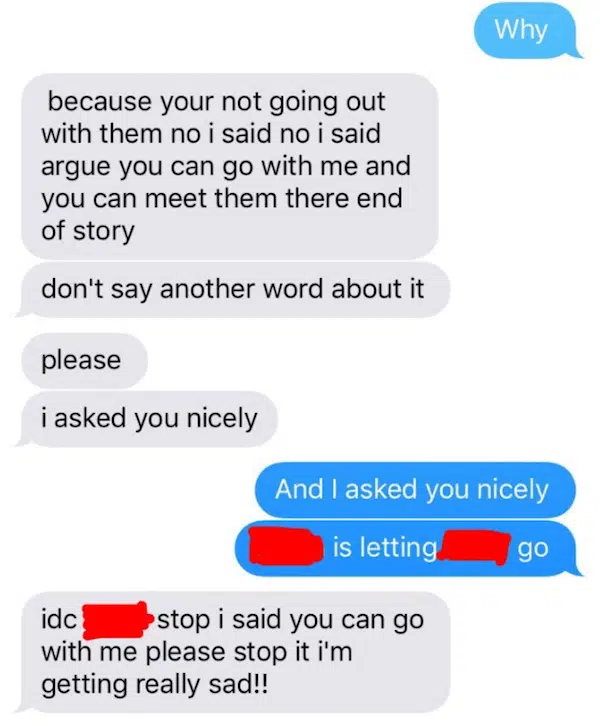 Why
because your not going out
with them no i said no i said
argue you can go with me and
you can meet them there end
of story
don't say another word about it
please
i asked you nicely
And I asked you nicely
is letting go
idc stop i said you can go
with me please stop it i'm
getting really sad!!